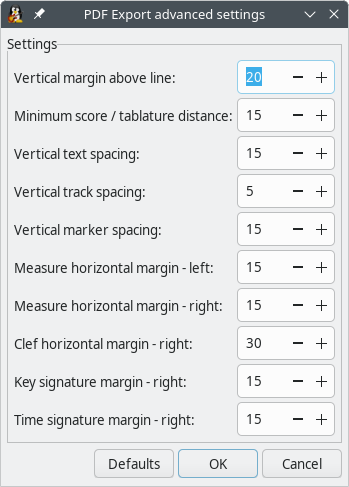 PDF Export advanced settings
Settings
Vertical margin above line: 20
Minimum score / tablature distance: 15
Vertical text spacing: 15
Vertical track spacing: 5
Vertical marker spacing: 15
Measure horizontal margin - left: 15
Measure horizontal margin - right: 15
Clef horizontal margin - right: 30
Key signature margin - right: 15
Time signature margin - right: 15
Defaults OK Cancel